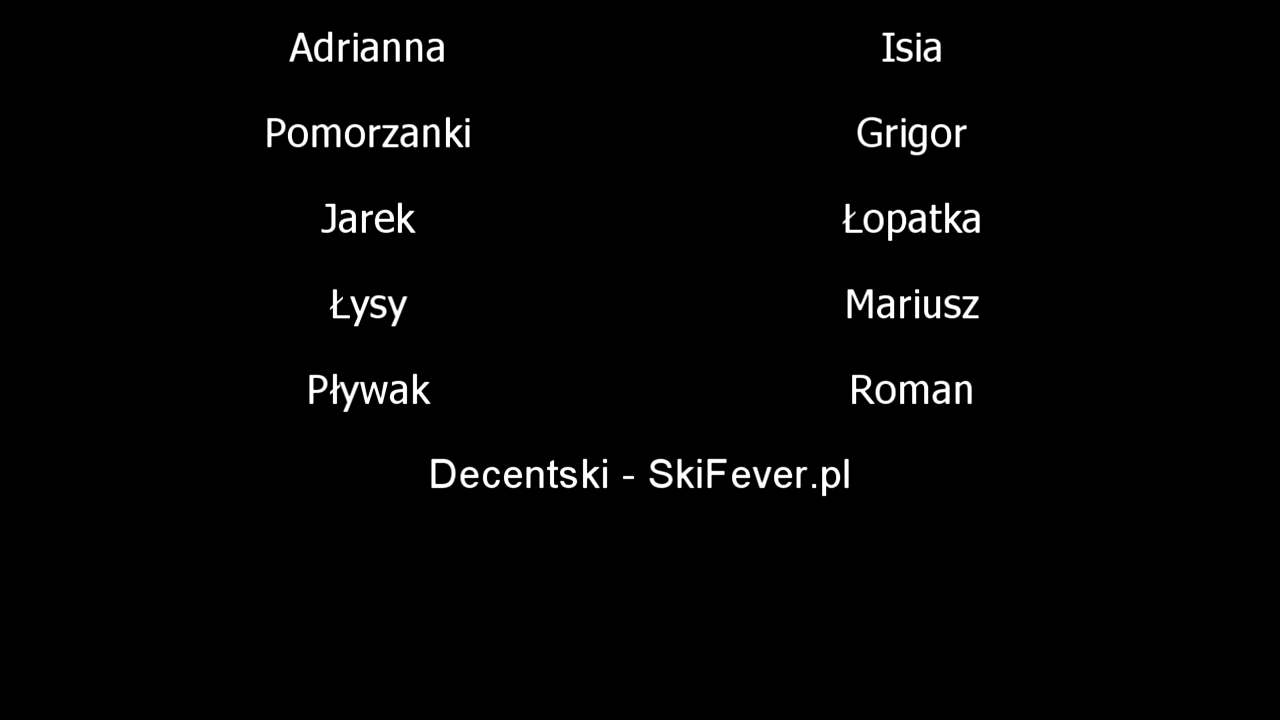 Adrianna Isia
Pomorzanki Grigor
Jarek Łopatka
Łysy Mariusz
Pływak Roman
Decentski - SkiFever.pl